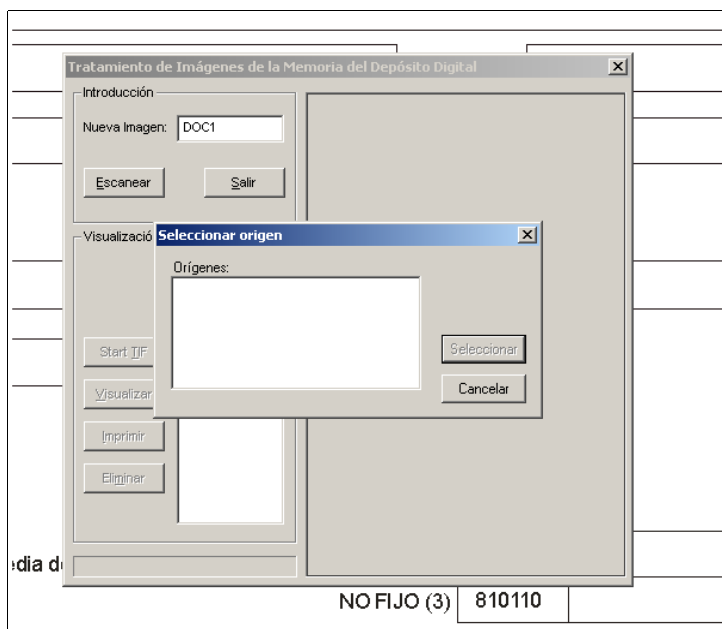 Tratamiento de Imágenes de la Memoria del Depósito Digital
Introducción
Nueva Imagen: DOC1
Escanear Salir
Visualizació
Seleccionar origen
Orígenes:
Seleccionar
Cancelar
Start TIF
Visualizar
Imprimir
Eliminar
edia d
NO FIJO (3) 810110